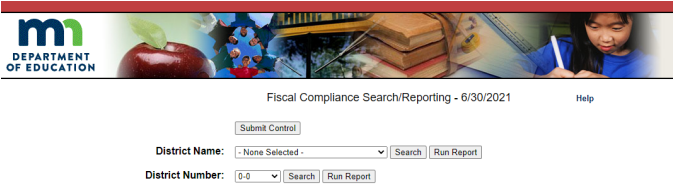 mn
DEPARTMENT
OF EDUCATION
Fiscal Compliance Search/Reporting - 6/30/2021 Help
Submit Control
District Name: - None Selected - Search Run Report
District Number: 0-0 Search Run Report